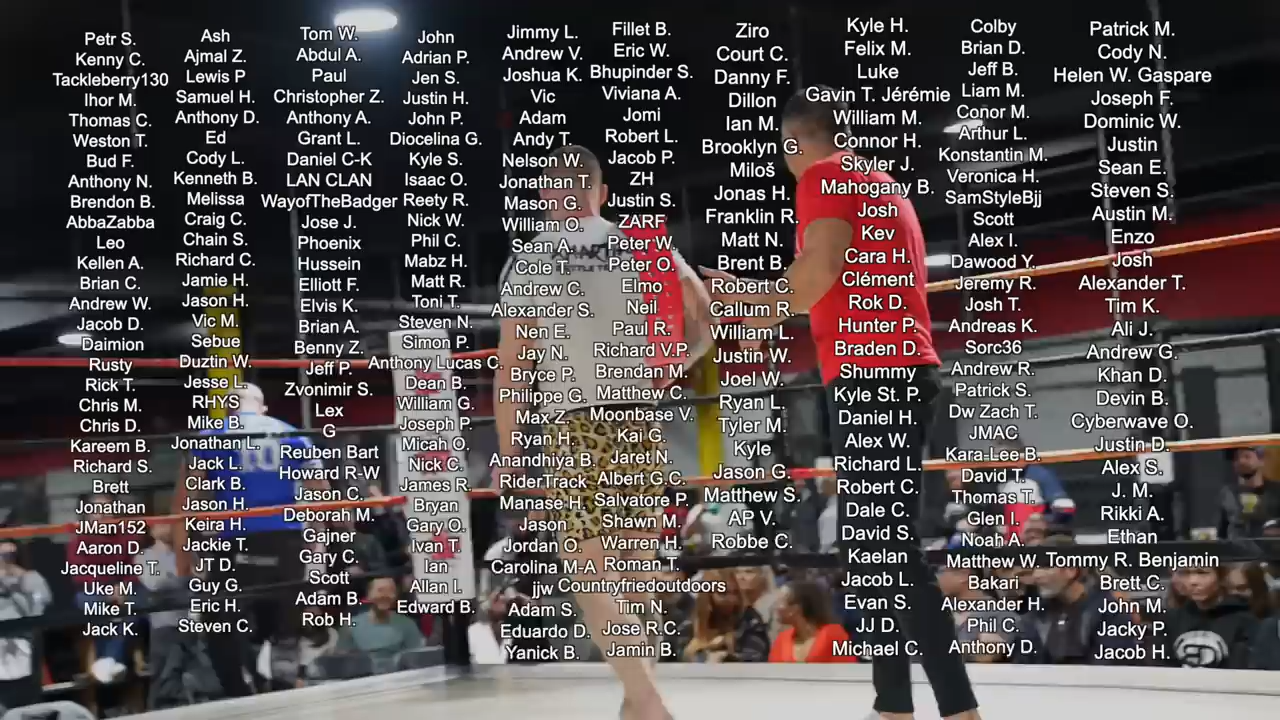 Petr S.
Kenny C.
Tackleberry130
Ihor M.
Thomas C.
Weston T.
Bud F.
Anthony N.
Brendon B.
AbbaZabba
Leo
Kellen A.
Brian C.
Andrew W.
Jacob D.
Daimion
Rusty
Rick T.
Chris M.
Chris D.
Kareem B.
Richard S.
Brett
Jonathan
JMan152
Aaron D.
Jacqueline T.
Uke M.
Mike T.
Jack K.
Ash
Ajmal Z.
Lewis P
Samuel H.
Anthony D.
Ed
Cody L.
Kenneth B.
Melissa
Craig C.
Chain S.
Richard C.
Jamie H.
Jason H.
Vic M.
Sebue
Duztin W.
Jesse L.
RHYS
Mike B.
Jonathan L.
Jack L.
Clark B.
Jason H.
Keira H.
Jackie T.
JT D.
Guy G.
Eric H.
Steven C.
Tom W.
Abdul A.
Paul
Christopher Z.
Anthony A.
Grant L.
Daniel C-K
LAN CLAN
WayofTheBadger
Jose J.
Phoenix
Hussein
Elliott F.
Elvis K.
Brian A.
Benny Z.
Jeff P.
Zvonimir S.
Lex
G
Reuben Bart
Howard R-W
Jason C.
Deborah M.
Gajner
Gary C.
Scott
Adam B.
Rob H.
John
Adrian P.
Jen S.
Justin H.
John P.
Diocelina G.
Kyle S.
Isaac O.
Reety R.
Nick W.
Phil C.
Mabz H.
Matt R.
Toni T.
Steven N.
Simon P.
Anthony Lucas C.
Dean B.
William G.
Joseph P.
Micah O.
Nick C.
James R.
Bryan
Gary O.
Ivan T.
Ian
Allan I.
Edward B.
Jimmy L.
Andrew V.
Joshua K.
Vic
Adam
Andy T.
Nelson W.
Jonathan T.
Mason G.
William O.
Sean A.
Cole T.
Andrew C.
Alexander S.
Nen E.
Jay N.
Bryce P.
Philippe G.
Max Z.
Ryan H.
Anandhiya B.
RiderTrack
Manase H.
Jason
Jordan O.
Carolina M-A
jjw
Adam S.
Eduardo D.
Yanick B.
Fillet B.
Eric W.
Bhupinder S.
Viviana A.
Jomi
Robert L.
Jacob P.
ZH
Justin S.
ZARF
Peter W.
Peter O.
Elmo
Neil
Paul R.
Richard V.P.
Brendan M.
Matthew C.
Moonbase V.
Kai G.
Jaret N.
Albert G.C.
Salvatore P.
Shawn M.
Warren H.
Roman T.
Countryfriedoutdoors
Tim N.
Jose R.C.
Jamin B.
Ziro
Court C.
Danny F.
Dillon
Ian M.
Brooklyn G.
Miloš
Jonas H.
Franklin R.
Matt N.
Brent B.
Robert C.
Callum R.
William L.
Justin W.
Joel W.
Ryan L.
Tyler M.
Kyle
Jason G.
Matthew S.
AP V.
Robbe C.
Kyle H.
Felix M.
Luke
Gavin T. Jérémie
William M.
Connor H.
Skyler J.
Mahogany B.
Josh
Kev
Cara H.
Clément
Rok D.
Hunter P.
Braden D.
Shummy
Kyle St. P.
Daniel H.
Alex W.
Richard L.
Robert C.
Dale C.
David S.
Kaelan
Jacob L.
Evan S.
JJ D.
Michael C.
Colby
Brian D.
Jeff B.
Liam M.
Conor M.
Arthur L.
Konstantin M.
Veronica H.
SamStyleBjj
Scott
Alex I.
Dawood Y.
Jeremy R.
Josh T.
Andreas K.
Sorc36
Andrew R.
Patrick S.
Dw Zach T.
JMAC
Kara-Lee B.
David T.
Thomas T.
Glen I.
Noah A.
Matthew W.
Bakari
Alexander H.
Phil C.
Anthony D.
Patrick M.
Cody N.
Helen W. Gaspare
Joseph F.
Dominic W.
Justin
Sean E.
Steven S.
Austin M.
Enzo
Josh
Alexander T.
Tim K.
Ali J.
Andrew G.
Khan D.
Devin B.
Cyberwave O.
Justin D.
Alex S.
J. M.
Rikki A.
Ethan
Tommy R. Benjamin
Brett C.
John M.
Jacky P.
Jacob H.